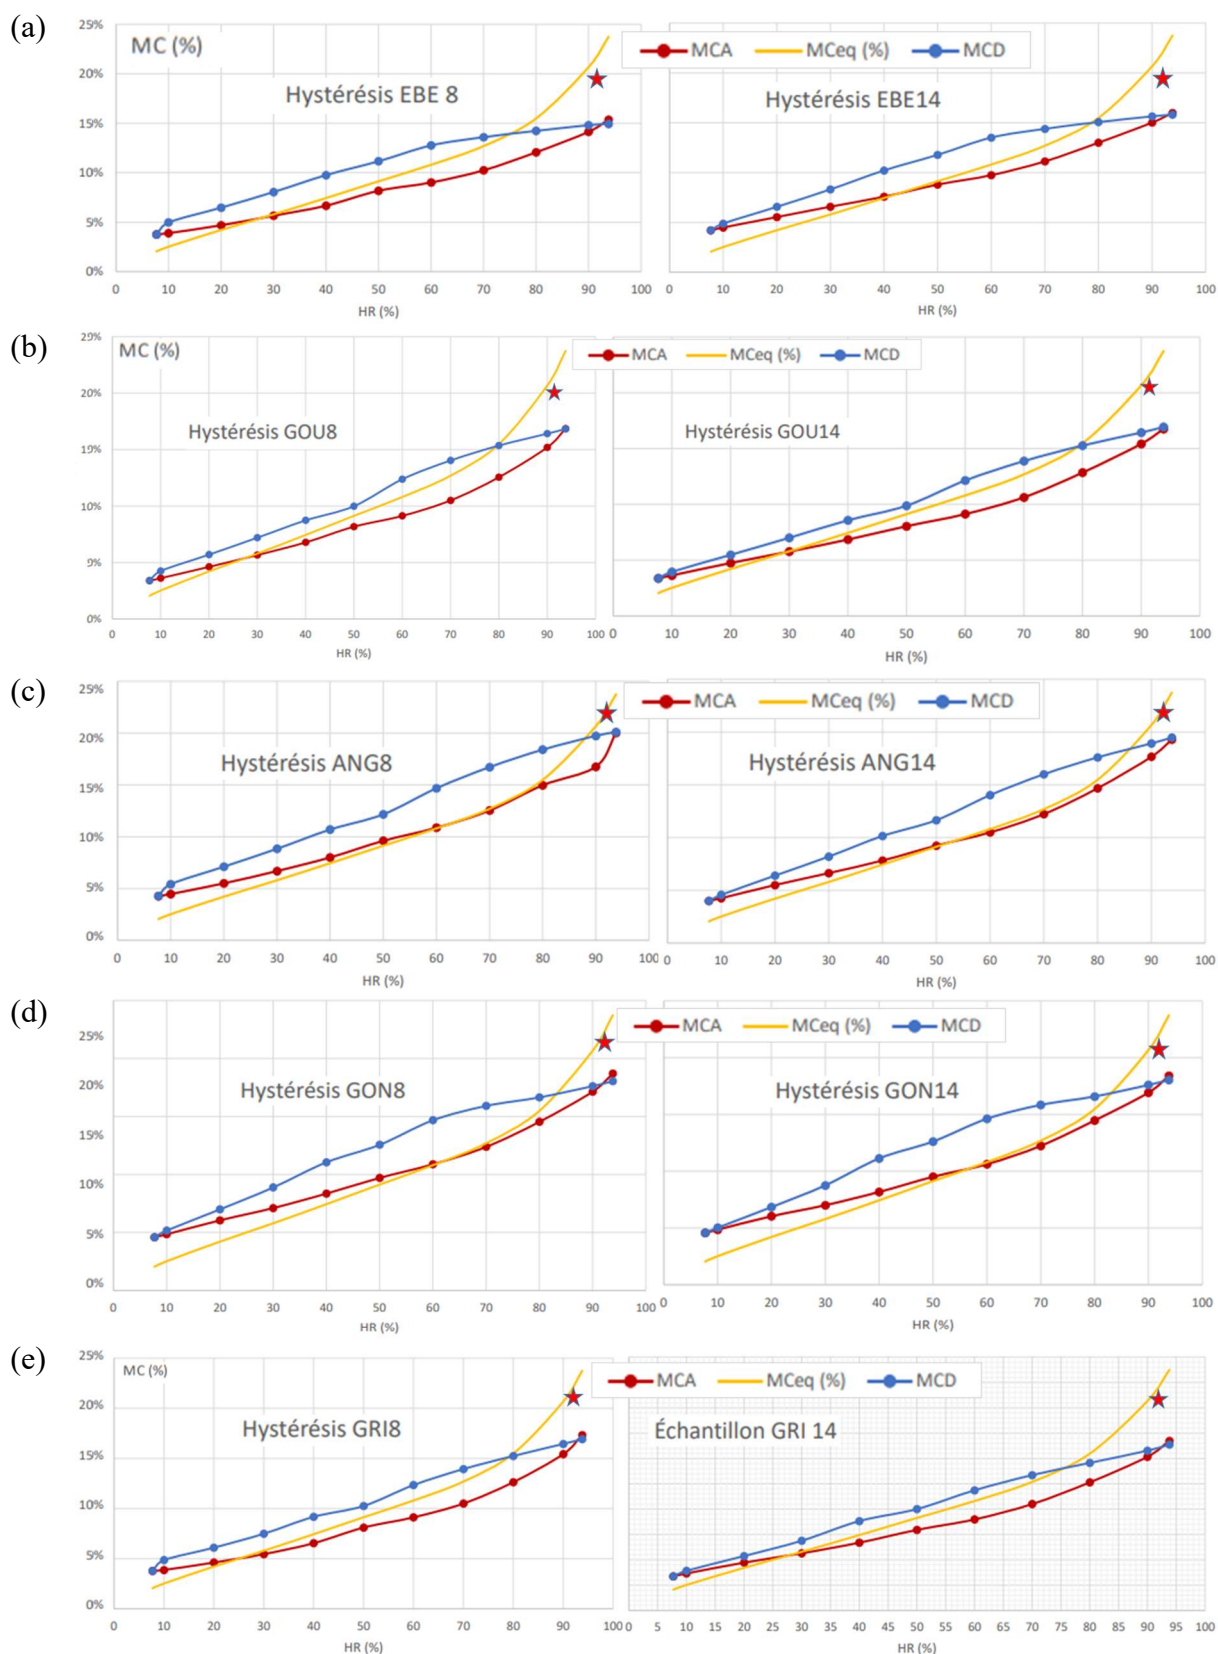 (a)
MC (%)
Hystérésis EBE 8
25%
20%
15%
10%
5%
0%
0 10 20 30 40 50 60 70 80 90 100
HR (%)
MCA MCeq (%) MCD
Hystérésis EBE14
0 10 20 30 40 50 60 70 80 90 100
HR (%)
(b)
MC (%)
Hystérésis GOU8
29%
20%
19%
10%
9%
0%
0 10 20 30 40 50 60 70 80 90 100
HR (%)
MCA MCeq (%) MCD
Hystérésis GOU14
10 20 30 40 50 60 70 80 90 100
HR (%)
(c)
Hystérésis ANG8
25%
20%
15%
10%
5%
0%
0 10 20 30 40 50 60 70 80 90 100
HR (%)
MCA MCeq (%) MCD
Hystérésis ANG14
0 10 20 30 40 50 60 70 80 90 100
HR (%)
(d)
Hystérésis GON8
25%
20%
15%
10%
5%
0%
0 10 20 30 40 50 60 70 80 90 100
HR (%)
MCA MCeq (%) MCD
Hystérésis GON14
0 10 20 30 40 50 60 70 80 90 100
HR (%)
(e)
MC (%)
Hystérésis GRI8
25%
20%
15%
10%
5%
0%
0 10 20 30 40 50 60 70 80 90 100
HR (%)
MCA MCeq (%) MCD
Échantillon GRI 14
0 5 10 15 20 25 30 35 40 45 50 55 60 65 70 75 80 85 90 95 100
HR (%)